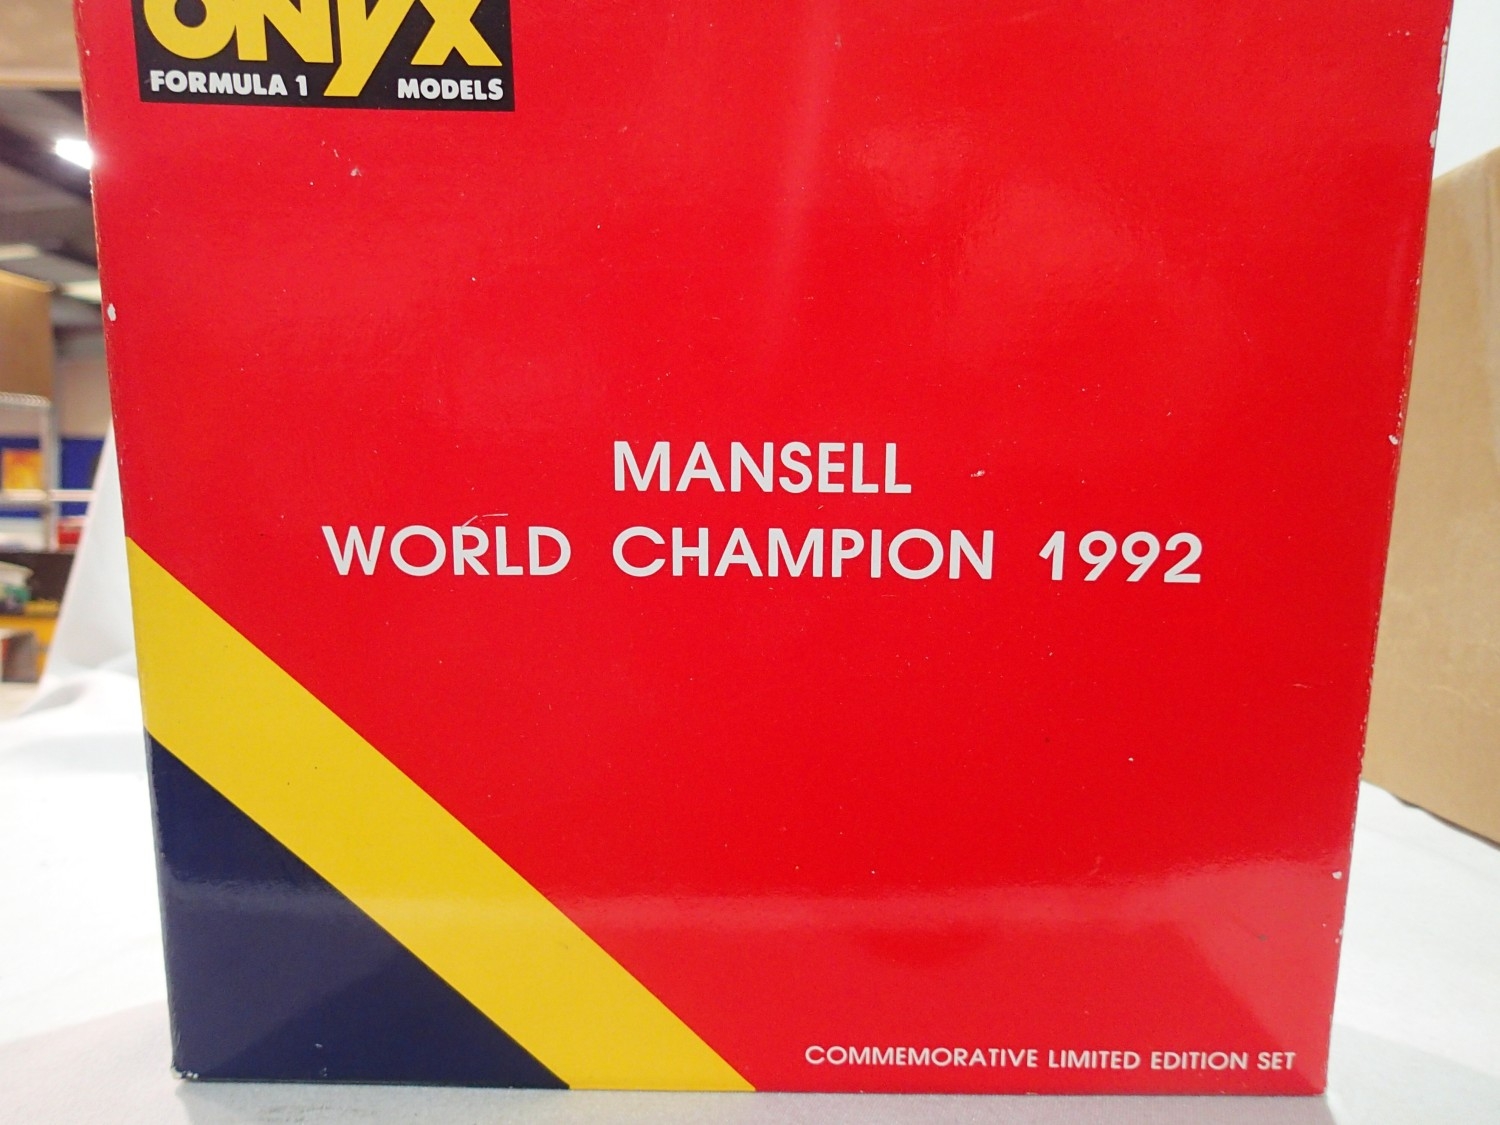 ONYX
FORMULA 1 MODELS
MANSELL
WORLD CHAMPION 1992
COMMEMORATIVE LIMITED EDITION SET